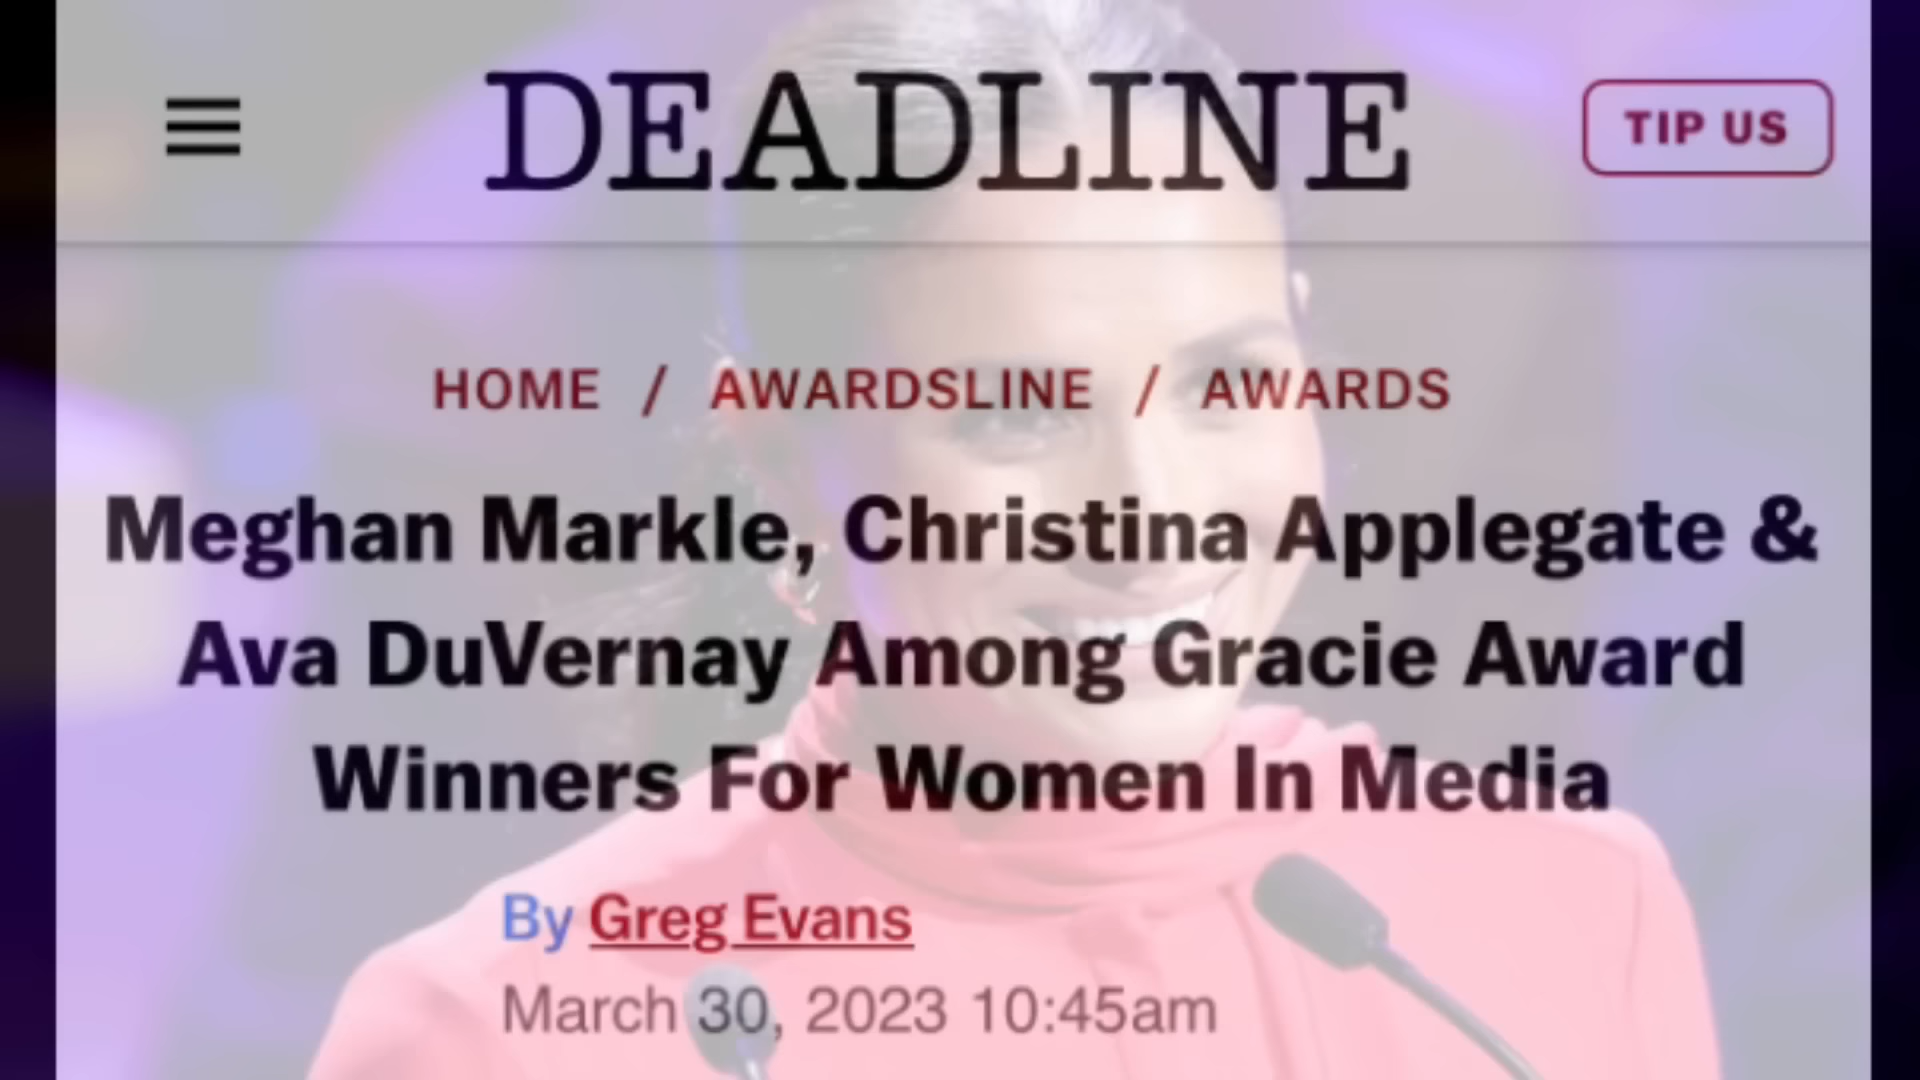 DEADLINE
TIP US
HOME / AWARDSLINE / AWARDS
Meghan Markle, Christina Applegate &
Ava DuVernay Among Gracie Award
Winners For Women In Media
By Greg Evans
March 30, 2023 10:45am